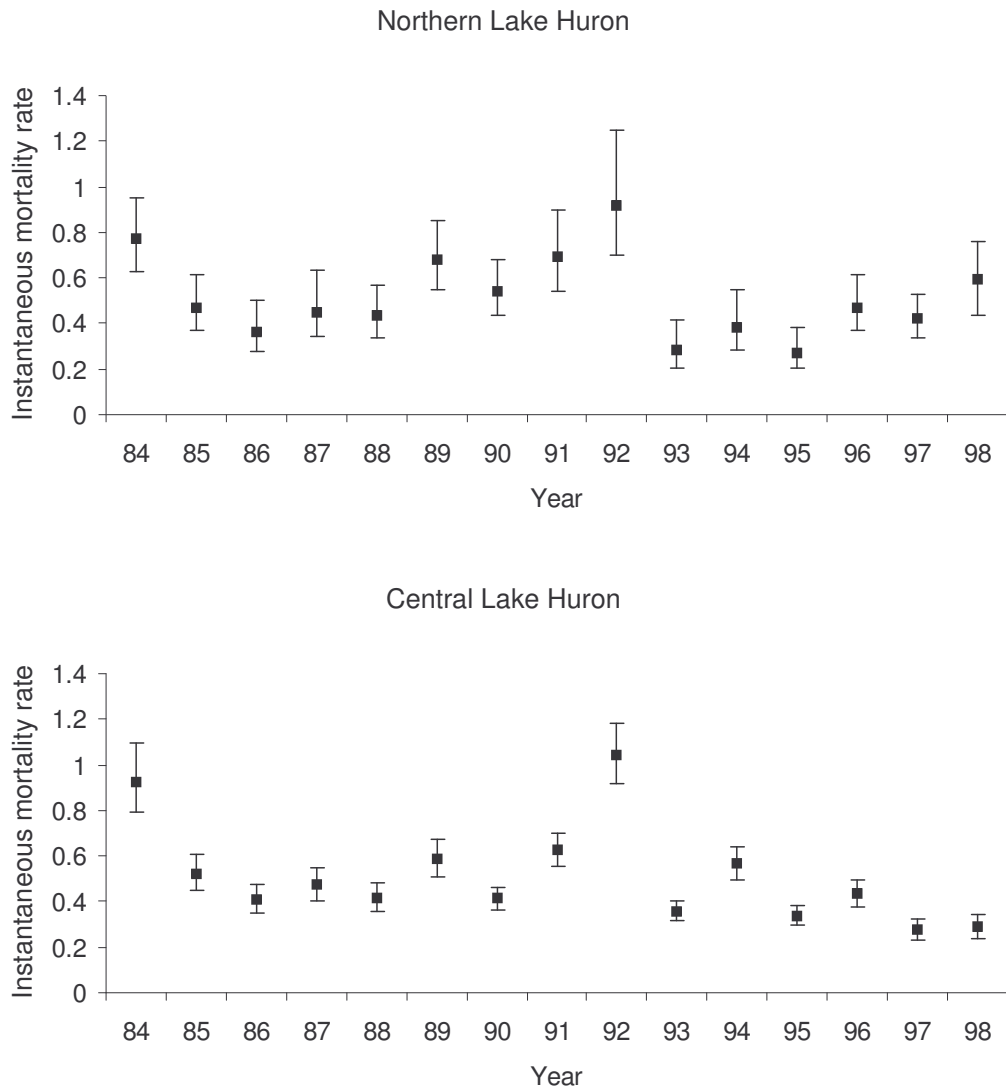 Northern Lake Huron
Instantaneous mortality rate
1.4
1.2
1
0.8
0.6
0.4
0.2
0
84 85 86 87 88 89 90 91 92 93 94 95 96 97 98
Year
Central Lake Huron
Instantaneous mortality rate
1.4
1.2
1
0.8
0.6
0.4
0.2
0
84 85 86 87 88 89 90 91 92 93 94 95 96 97 98
Year